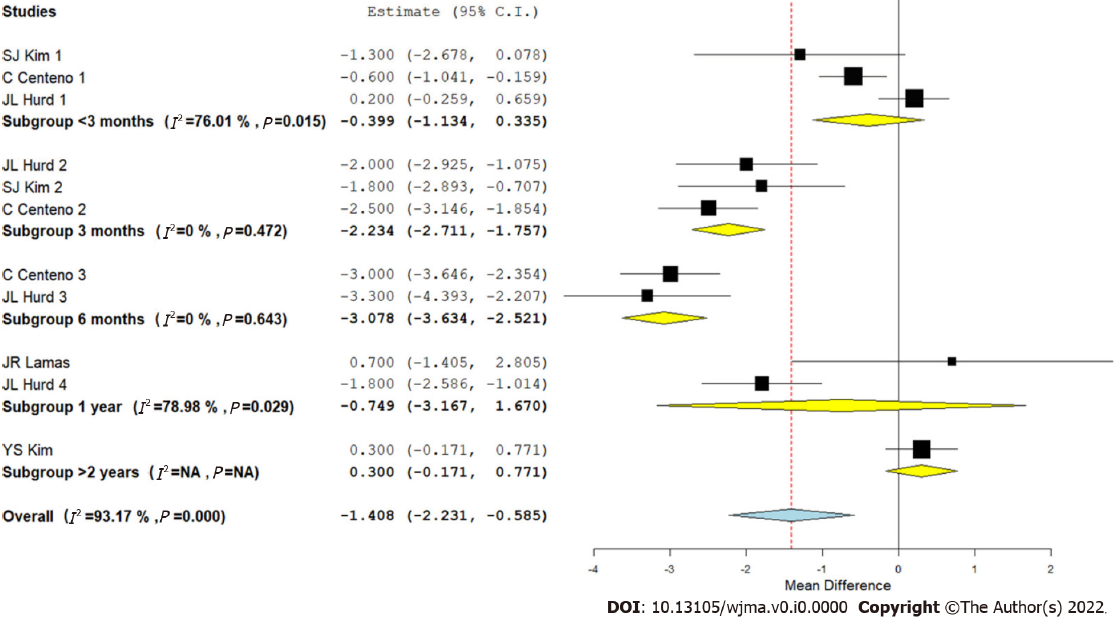 Studies Estimate (95% C.I.)
SJ Kim 1 -1.300 (-2.678, 0.078)
C Centeno 1 -0.600 (-1.041, -0.159)
JL Hurd 1 0.200 (-0.259, 0.659)
Subgroup <3 months (I²=76.01 % , P=0.015) -0.399 (-1.134, 0.335)
JL Hurd 2 -2.000 (-2.925, -1.075)
SJ Kim 2 -1.800 (-2.893, -0.707)
C Centeno 2 -2.500 (-3.146, -1.854)
Subgroup 3 months (I²=0 % , P=0.472) -2.234 (-2.711, -1.757)
C Centeno 3 -3.000 (-3.646, -2.354)
JL Hurd 3 -3.300 (-4.393, -2.207)
Subgroup 6 months (I²=0 % , P=0.643) -3.078 (-3.634, -2.521)
JR Lamas 0.700 (-1.405, 2.805)
JL Hurd 4 -1.800 (-2.586, -1.014)
Subgroup 1 year (I²=78.98 % , P=0.029) -0.749 (-3.167, 1.670)
YS Kim 0.300 (-0.171, 0.771)
Subgroup >2 years (I²=NA , P=NA) 0.300 (-0.171, 0.771)
Overall (I²=93.17 % , P=0.000) -1.408 (-2.231, -0.585)
-4 -3 -2 -1 0 1 2
Mean Difference
DOI: 10.13105/wjma.v0.i0.0000 Copyright ©The Author(s) 2022.